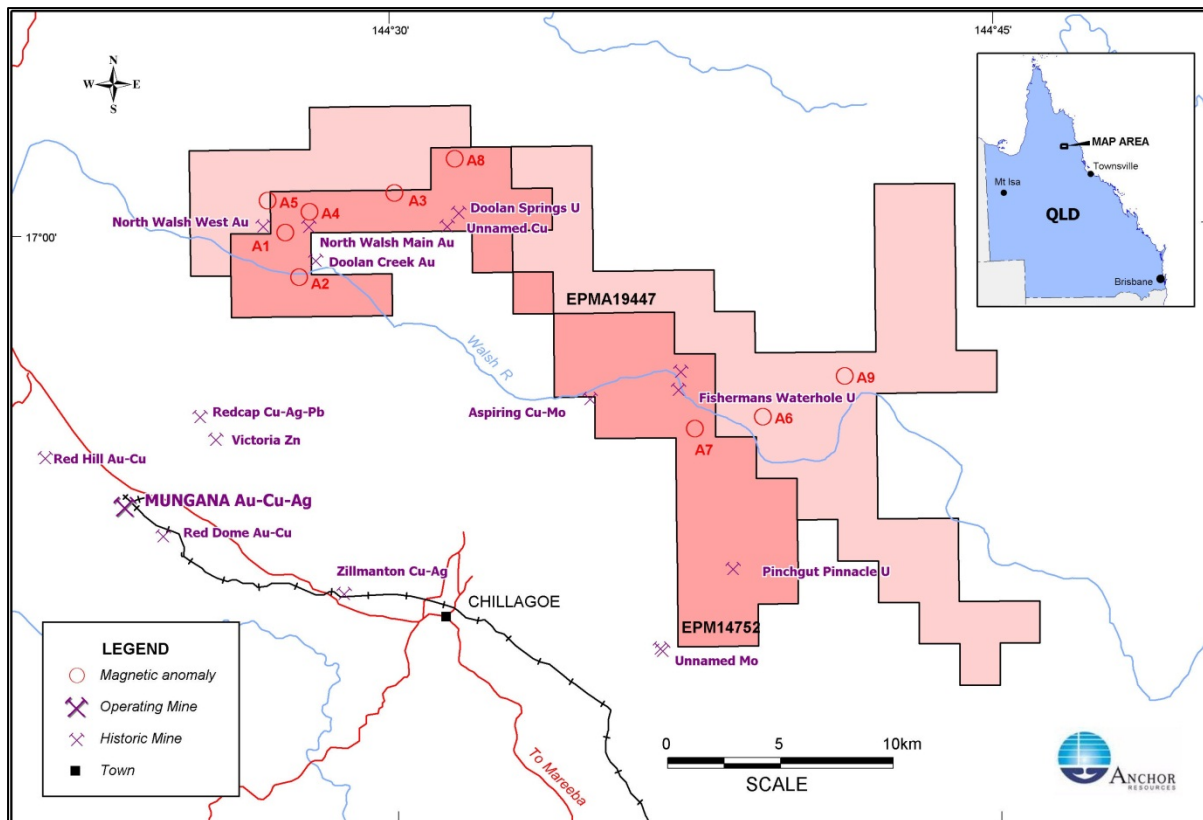 144°30'
144°45'
N
W E
S
A8
A3
A5
A4
North Walsh West Au
Doolan Springs U
Unnamed Cu
17°00'
A1
North Walsh Main Au
Doolan Creek Au
A2
EPMA19447
Walsh R
MAP AREA
Townsville
Mt Isa
QLD
Brisbane
A9
Fishermans Waterhole U
Aspiring Cu-Mo
A6
A7
Redcap Cu-Ag-Pb
Victoria Zn
Red Hill Au-Cu
MUNGANA Au-Cu-Ag
Red Dome Au-Cu
Zillmanton Cu-Ag
CHILLAGOE
Pinchgut Pinnacle U
EPM14752
Unnamed Mo
To Mareeba
LEGEND
Magnetic anomaly
Operating Mine
Historic Mine
Town
0 5 10km
SCALE
ANCHOR
RESOURCES